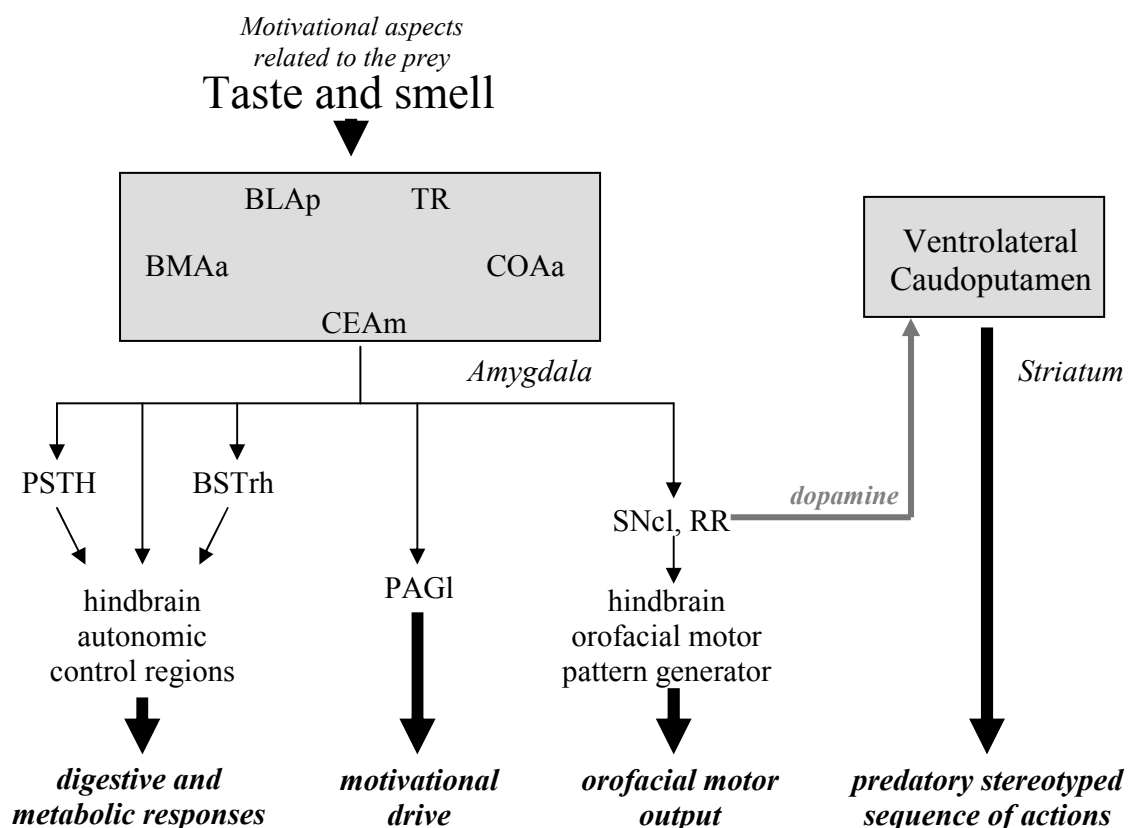 Motivational aspects
related to the prey
Taste and smell
BLAp TR
BMAa COAa
CEAm
Amygdala
Ventrolateral
Caudoputamen
Striatum
PSTH BSTrh
dopamine
SNcl, RR
PAGl
hindbrain
autonomic
control regions
hindbrain
orofacial motor
pattern generator
digestive and
metabolic responses
motivational
drive
orofacial motor
output
predatory stereotyped
sequence of actions